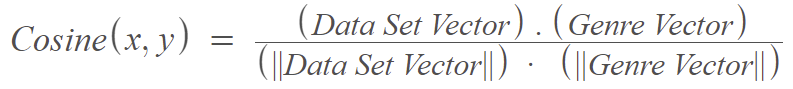 Cosine(x, y) = (Data Set Vector) . (Genre Vector)
(||Data Set Vector||) · (||Genre Vector||)